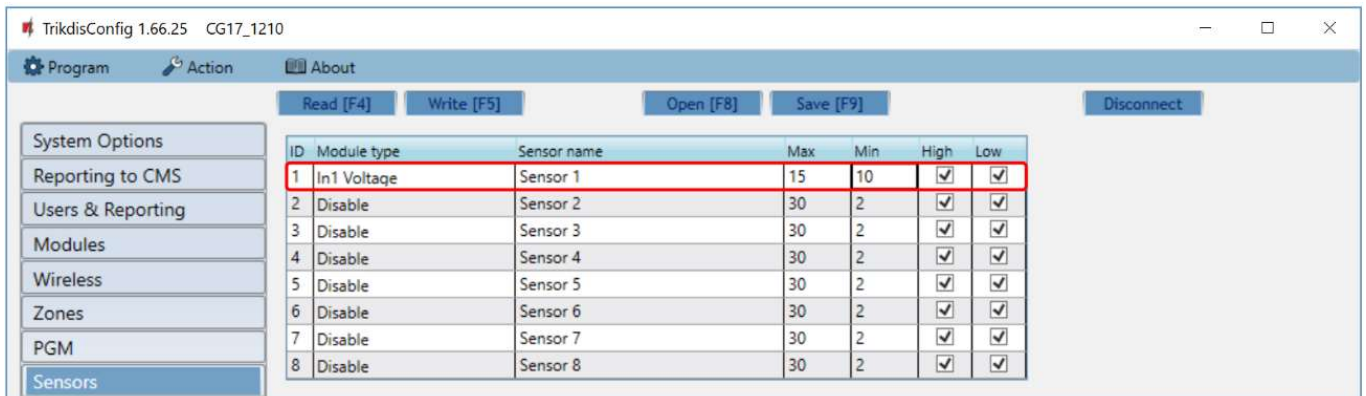 TrikdisConfig 1.66.25 CG17_1210
Program Action About
Read [F4] Write [F5] Open [F8] Save [F9] Disconnect
System Options
Reporting to CMS
Users & Reporting
Modules
Wireless
Zones
PGM
Sensors
ID Module type Sensor name Max Min High Low
1 In1 Voltage Sensor 1 15 10
2 Disable Sensor 2 30 2
3 Disable Sensor 3 30 2
4 Disable Sensor 4 30 2
5 Disable Sensor 5 30 2
6 Disable Sensor 6 30 2
7 Disable Sensor 7 30 2
8 Disable Sensor 8 30 2